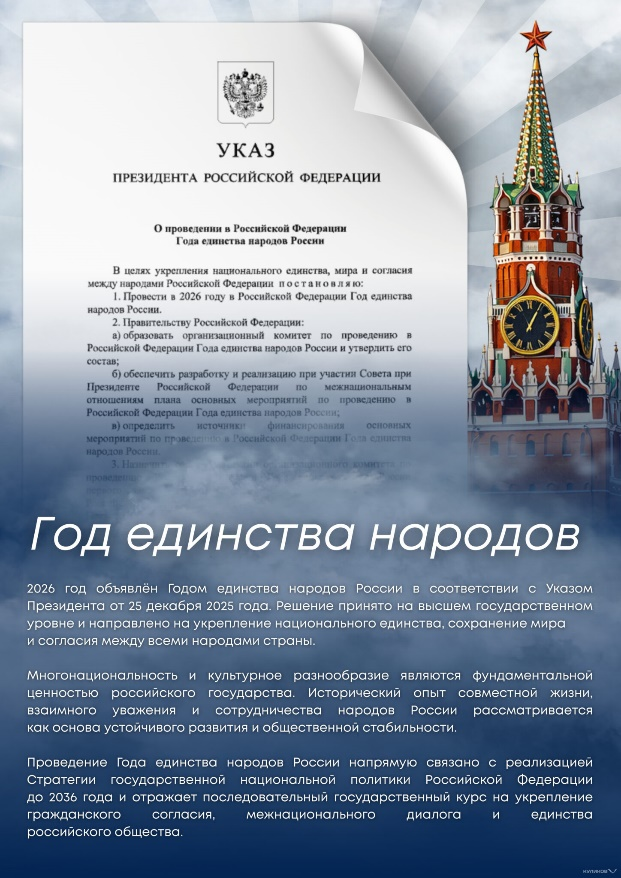 УКАЗ
ПРЕЗИДЕНТА РОССИЙСКОЙ ФЕДЕРАЦИИ
О проведении в Российской Федерации
Года единства народов России
В целях укрепления национального единства, мира и согласия
между народами Российской Федерации постановляю:
1. Провести в 2026 году в Российской Федерации Год единства
народов России.
2. Правительству Российской Федерации:
а) образовать организационный комитет по проведению в
Российской Федерации Года единства народов России и утвердить его
состав;
б) обеспечить разработку и реализацию при участии Совета при
Президенте Российской Федерации по межнациональным
отношениям плана основных мероприятий по проведению в
Российской Федерации Года единства народов России;
в) определить источники финансирования основных
мероприятий по проведению в Российской Федерации Года единства
народов России.
Год единства народов
2026 год объявлён Годом единства народов России в соответствии с Указом
Президента от 25 декабря 2025 года. Решение принято на высшем государственном
уровне и направлено на укрепление национального единства, сохранение мира
и согласия между всеми народами страны.
Многонациональность и культурное разнообразие являются фундаментальной
ценностью российского государства. Исторический опыт совместной жизни,
взаимного уважения и сотрудничества народов России рассматривается
как основа устойчивого развития и общественной стабильности.
Проведение Года единства народов России напрямую связано с реализацией
Стратегии государственной национальной политики Российской Федерации
до 2036 года и отражает последовательный государственный курс на укрепление
гражданского согласия, межнационального диалога и единства
российского общества.